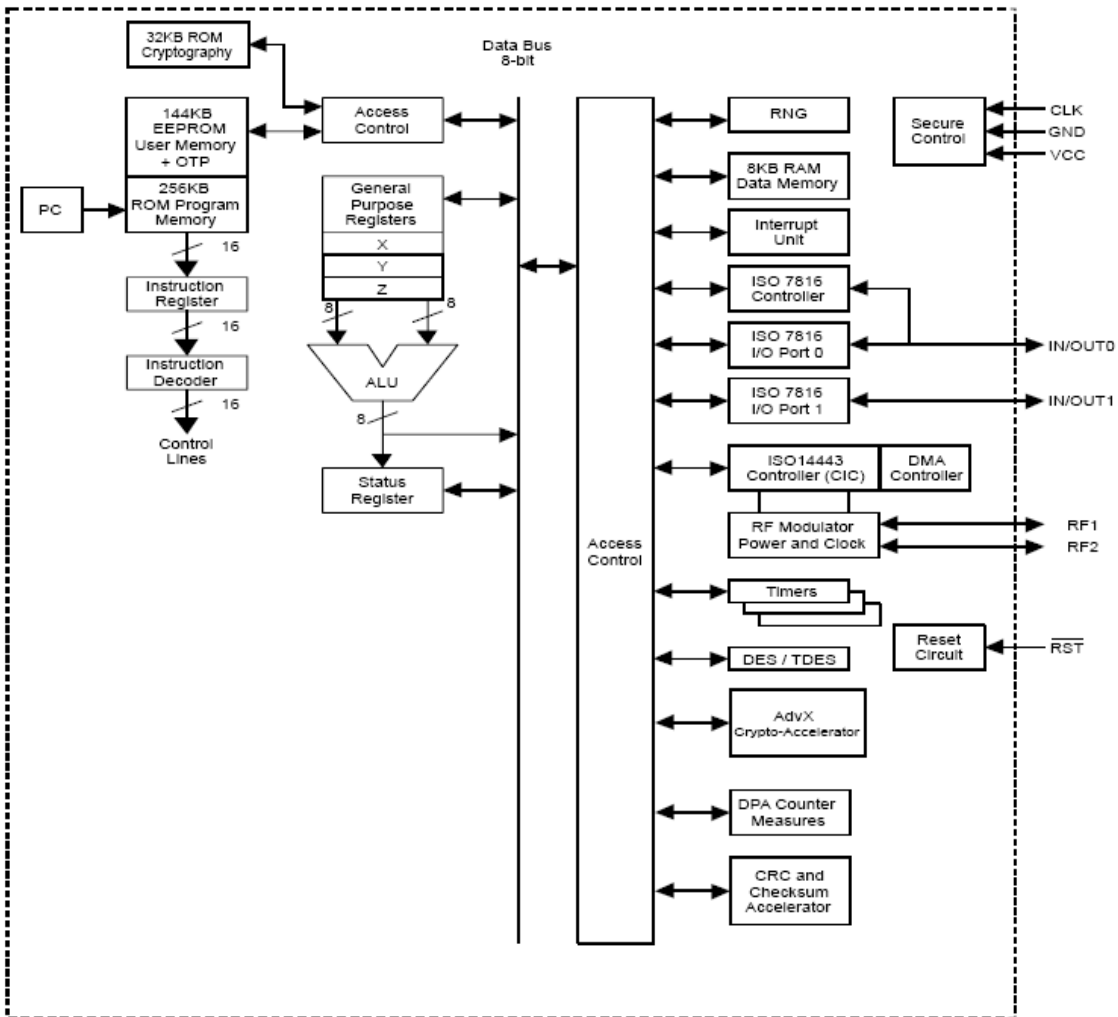 32KB ROM
Cryptography
Data Bus
8-bit
144KB
EEPROM
User Memory
+ OTP
256KB
ROM Program
Memory
PC
16
Instruction
Register
16
Instruction
Decoder
16
Control
Lines
Access
Control
General
Purpose
Registers
X
Y
Z
8
8
ALU
8
Status
Register
Access
Control
RNG
8KB RAM
Data Memory
Interrupt
Unit
ISO 7816
Controller
ISO 7816
I/O Port 0
ISO 7816
I/O Port 1
ISO14443
Controller (CIC)
DMA
Controller
RF Modulator
Power and Clock
Timers
DES / TDES
AdvX
Crypto-Accelerator
DPA Counter
Measures
CRC and
Checksum
Accelerator
Secure
Control
CLK
GND
VCC
IN/OUT0
IN/OUT1
RF1
RF2
Reset
Circuit
RST